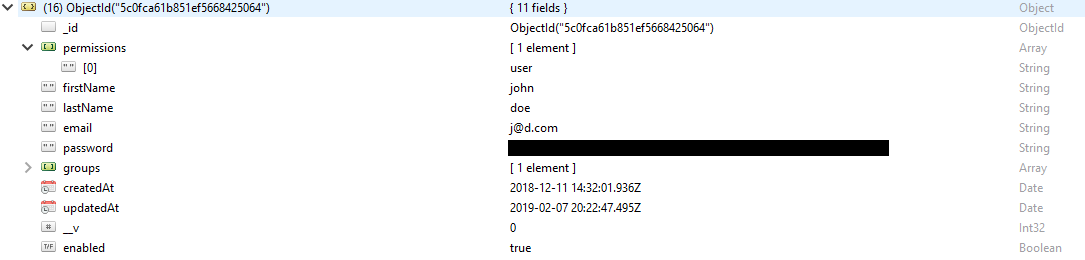 (16) ObjectId("5c0fca61b851ef5668425064") { 11 fields } Object
_id ObjectId("5c0fca61b851ef5668425064") ObjectId
permissions [ 1 element ] Array
"" [0] user String
"" firstName john String
"" lastName doe String
"" email j@d.com String
"" password String
groups [ 1 element ] Array
createdAt 2018-12-11 14:32:01.936Z Date
updatedAt 2019-02-07 20:22:47.495Z Date
# __v 0 Int32
T/F enabled true Boolean